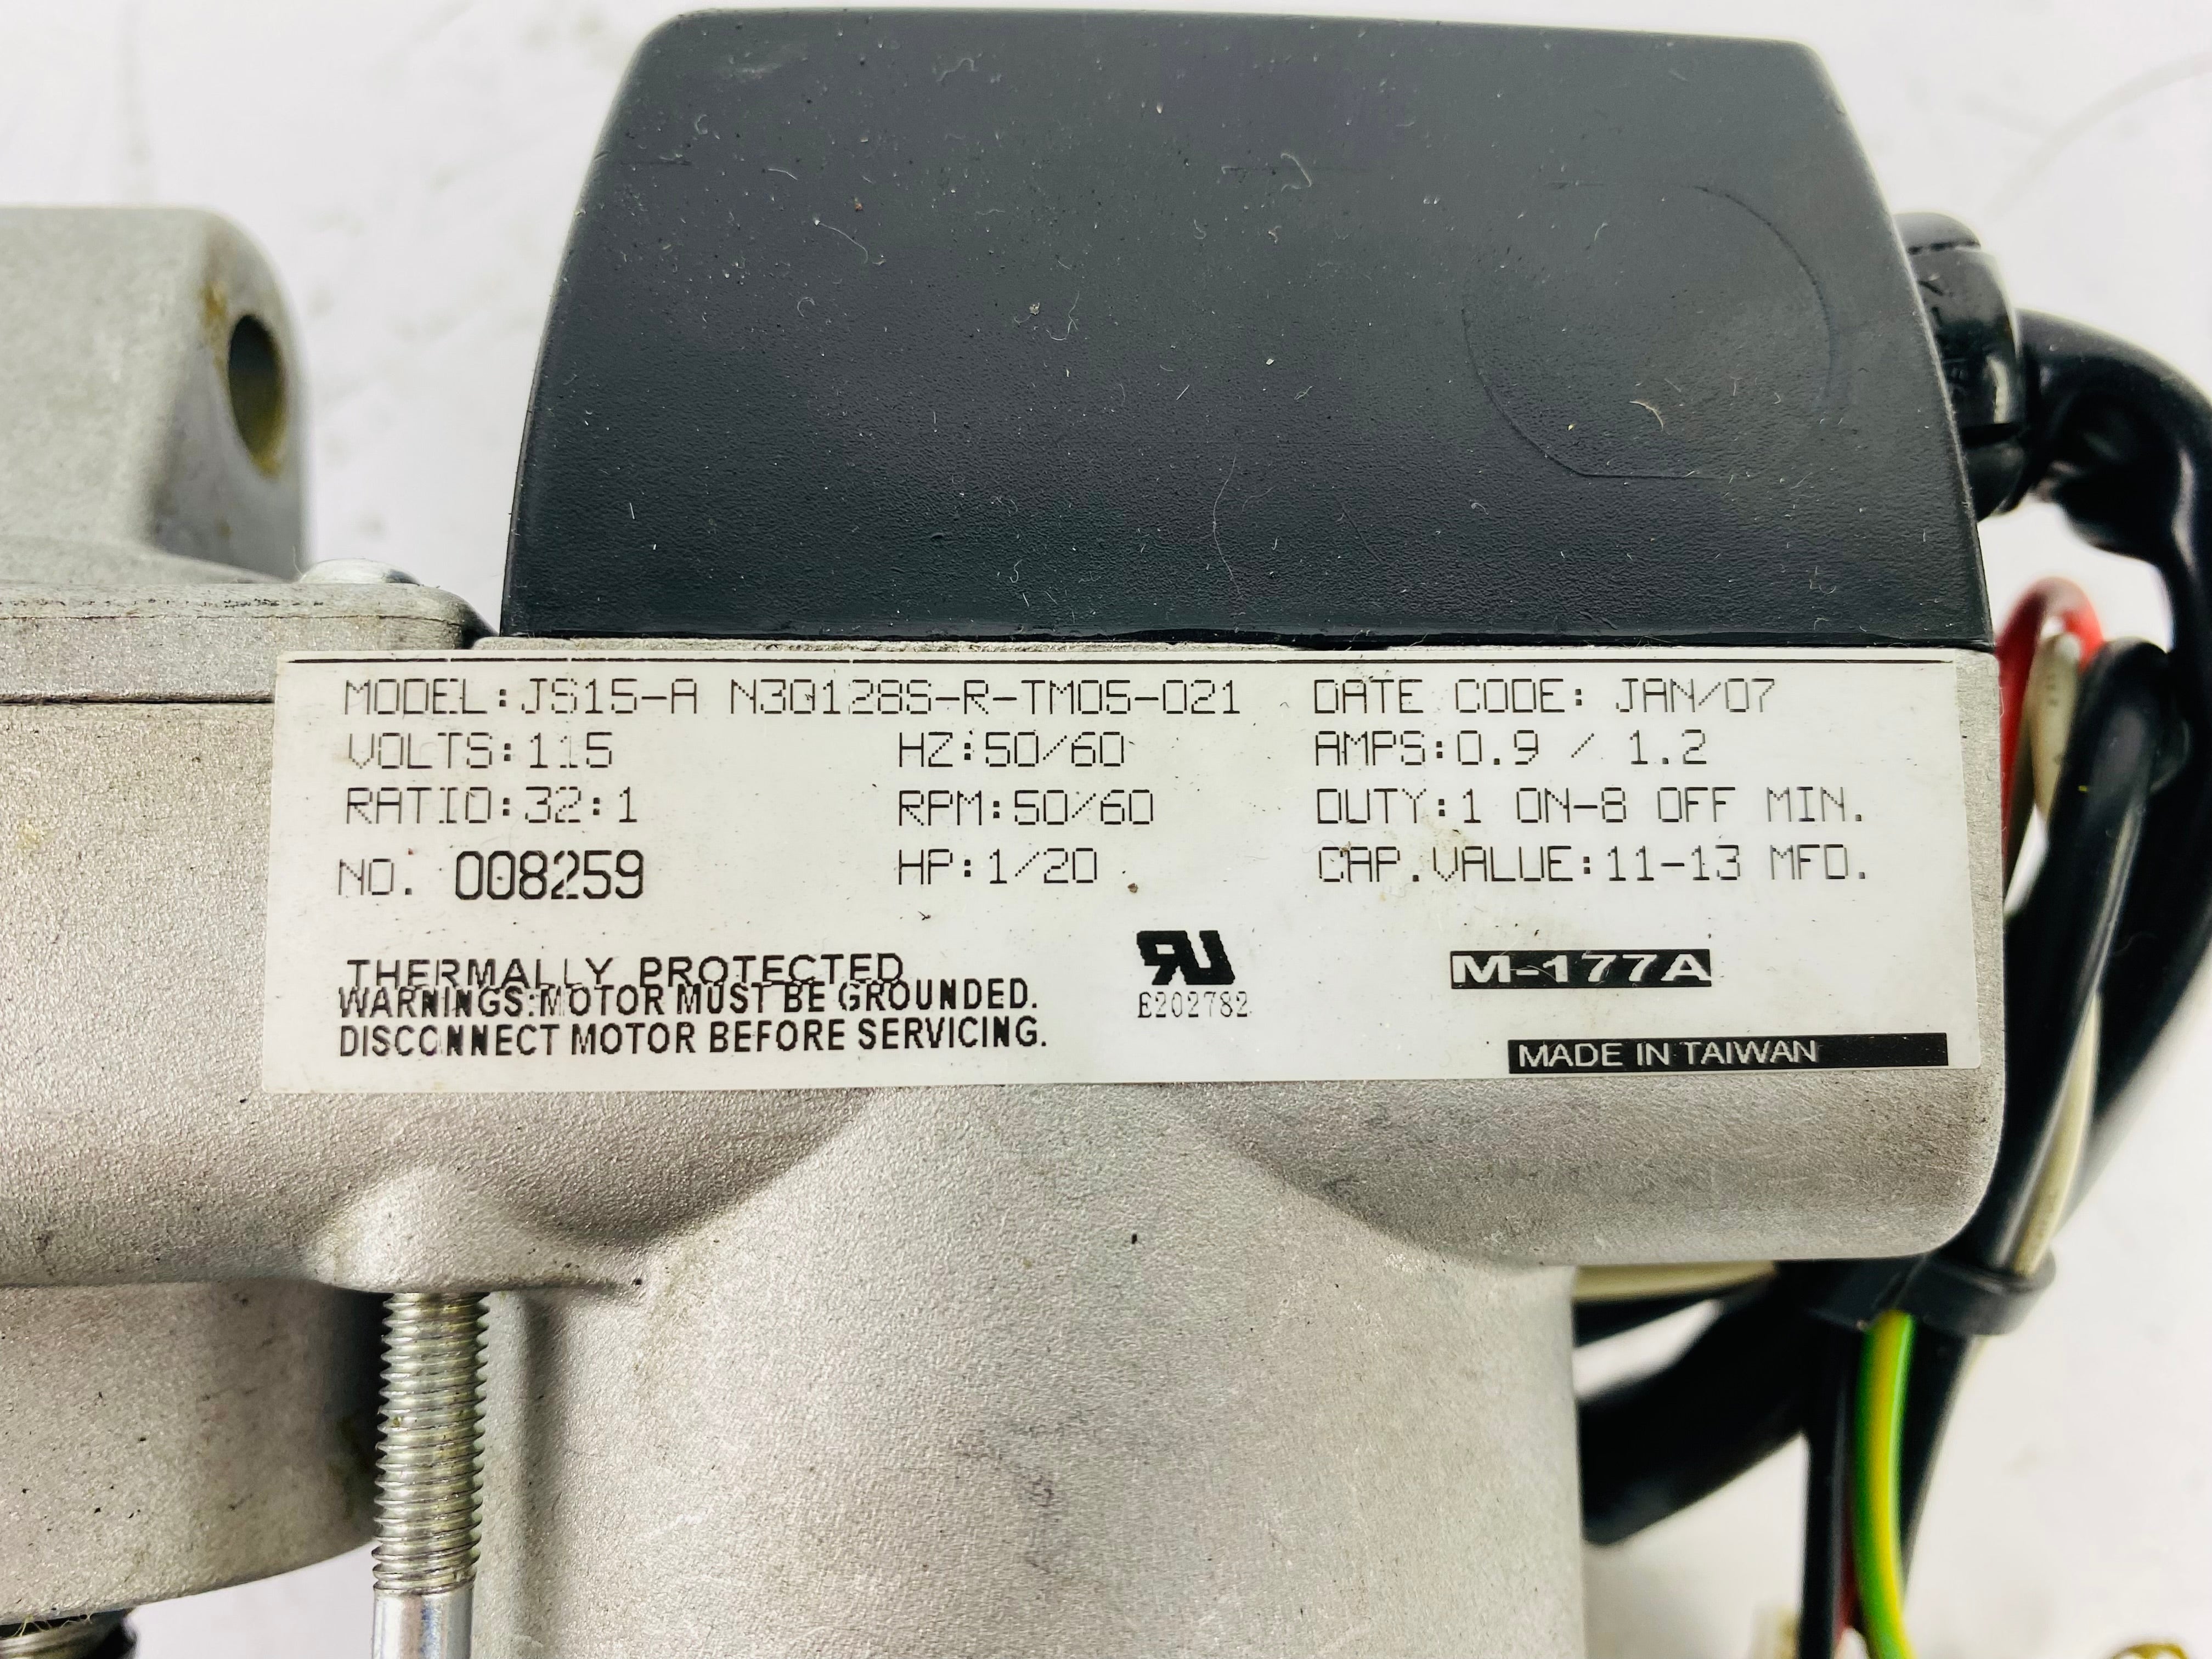 MODEL:JS15-A N30128S-R-TM05-021 DATE CODE: JAN/07
VOLTS:115 HZ:50/60 AMPS:0.9 / 1.2
RATIO:32:1 RPM:50/60 DUTY:1 ON-8 OFF MIN.
NO. 008259 HP:1/20 CAP.VALUE:11-13 MFD.
THERMALLY PROTECTED
WARNINGS:MOTOR MUST BE GROUNDED.
DISCONNECT MOTOR BEFORE SERVICING.
RU
E202782
M-177A
MADE IN TAIWAN